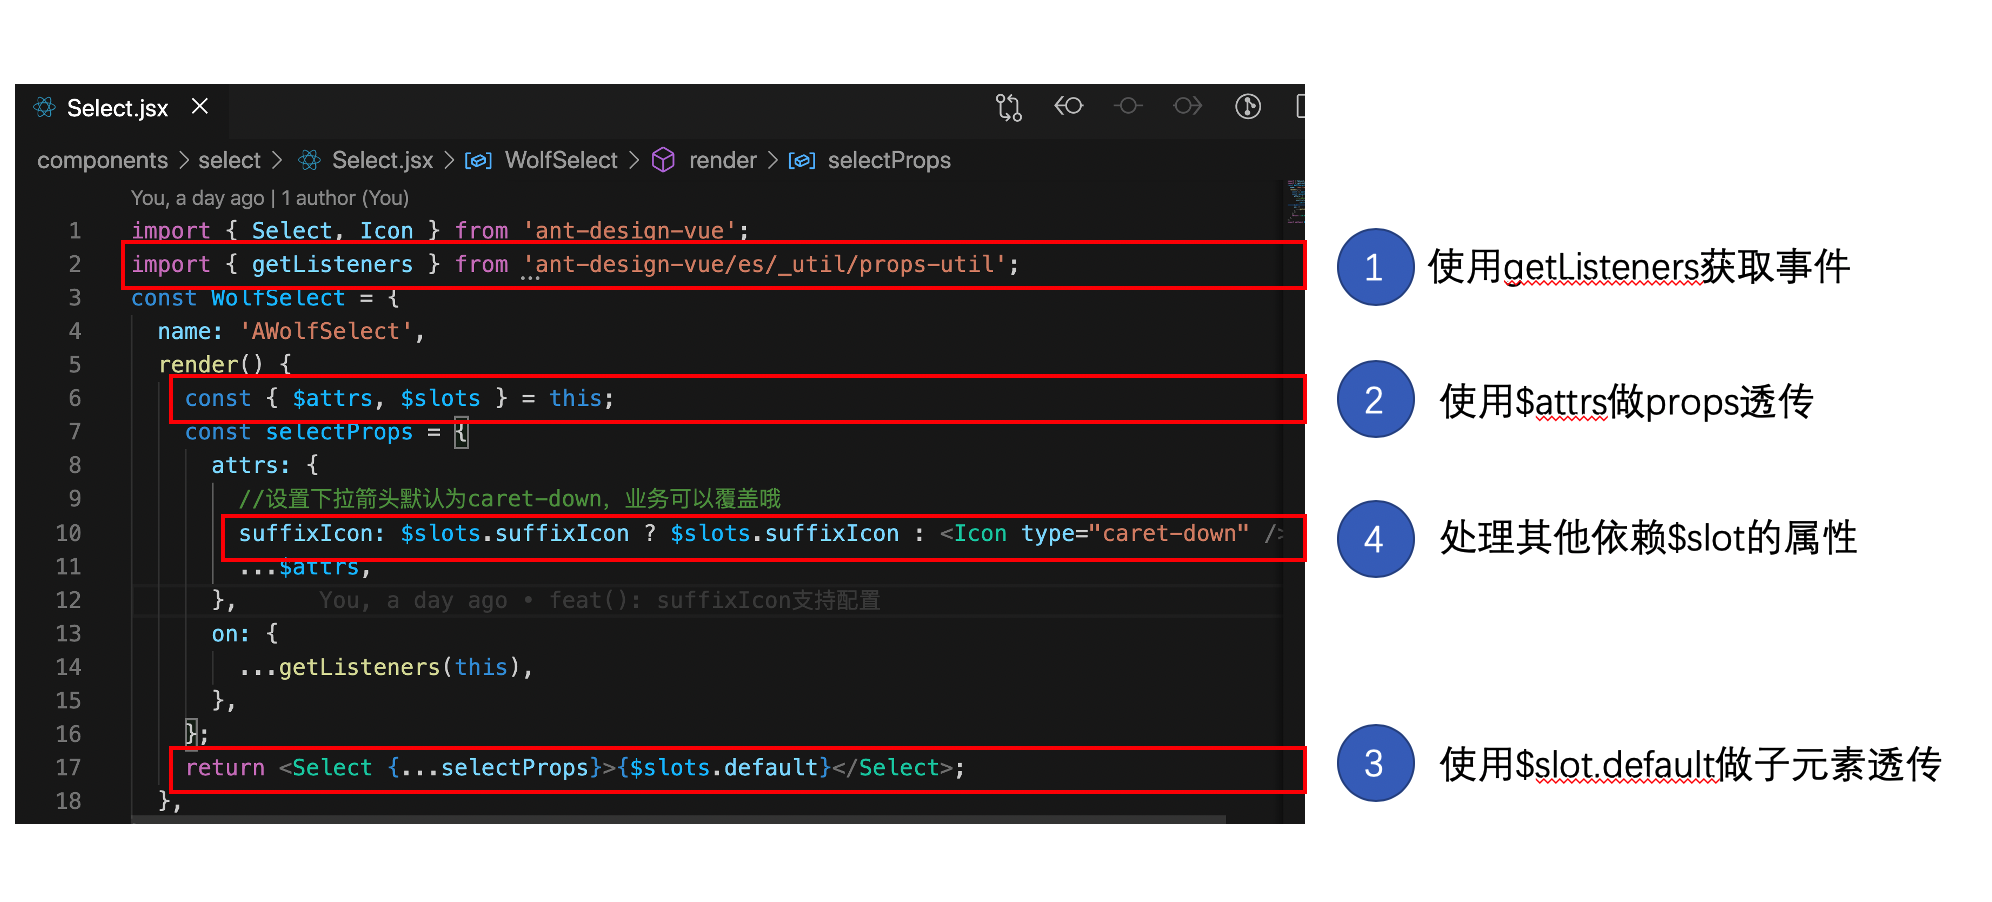 Select.jsx
components > select > Select.jsx > WolfSelect > render > selectProps
You, a day ago | 1 author (You)
1 import { Select, Icon } from 'ant-design-vue';
2 import { getListeners } from 'ant-design-vue/es/_util/props-util';
3 const WolfSelect = {
4 name: 'AWolfSelect',
5 render() {
6 const { $attrs, $slots } = this;
7 const selectProps = {
8 attrs: {
9 //设置下拉箭头默认为caret-down，业务可以覆盖哦
10 suffixIcon: $slots.suffixIcon ? $slots.suffixIcon : <Icon type="caret-down" />
11 ...$attrs,
12 }, You, a day ago • feat(): suffixIcon支持配置
13 on: {
14 ...getListeners(this),
15 },
16 };
17 return <Select {...selectProps}>{$slots.default}</Select>;
18 },
1 使用getListeners获取事件
2 使用$attrs做props透传
4 处理其他依赖$slot的属性
3 使用$slot.default做子元素透传